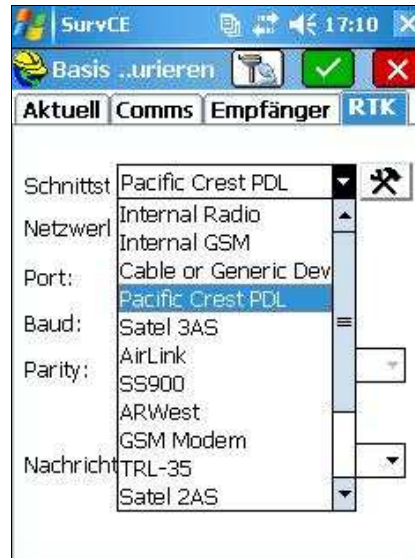 SurvCE 17:10
Basis ..urieren
Aktuell Comms Empfänger RTK
Schnittst Pacific Crest PDL
Netzwerl
Port:
Baud:
Parity:
Nachricht
Internal Radio
Internal GSM
Cable or Generic Dev
Pacific Crest PDL
Satel 3AS
AirLink
SS900
ARWest
GSM Modem
TRL-35
Satel 2AS